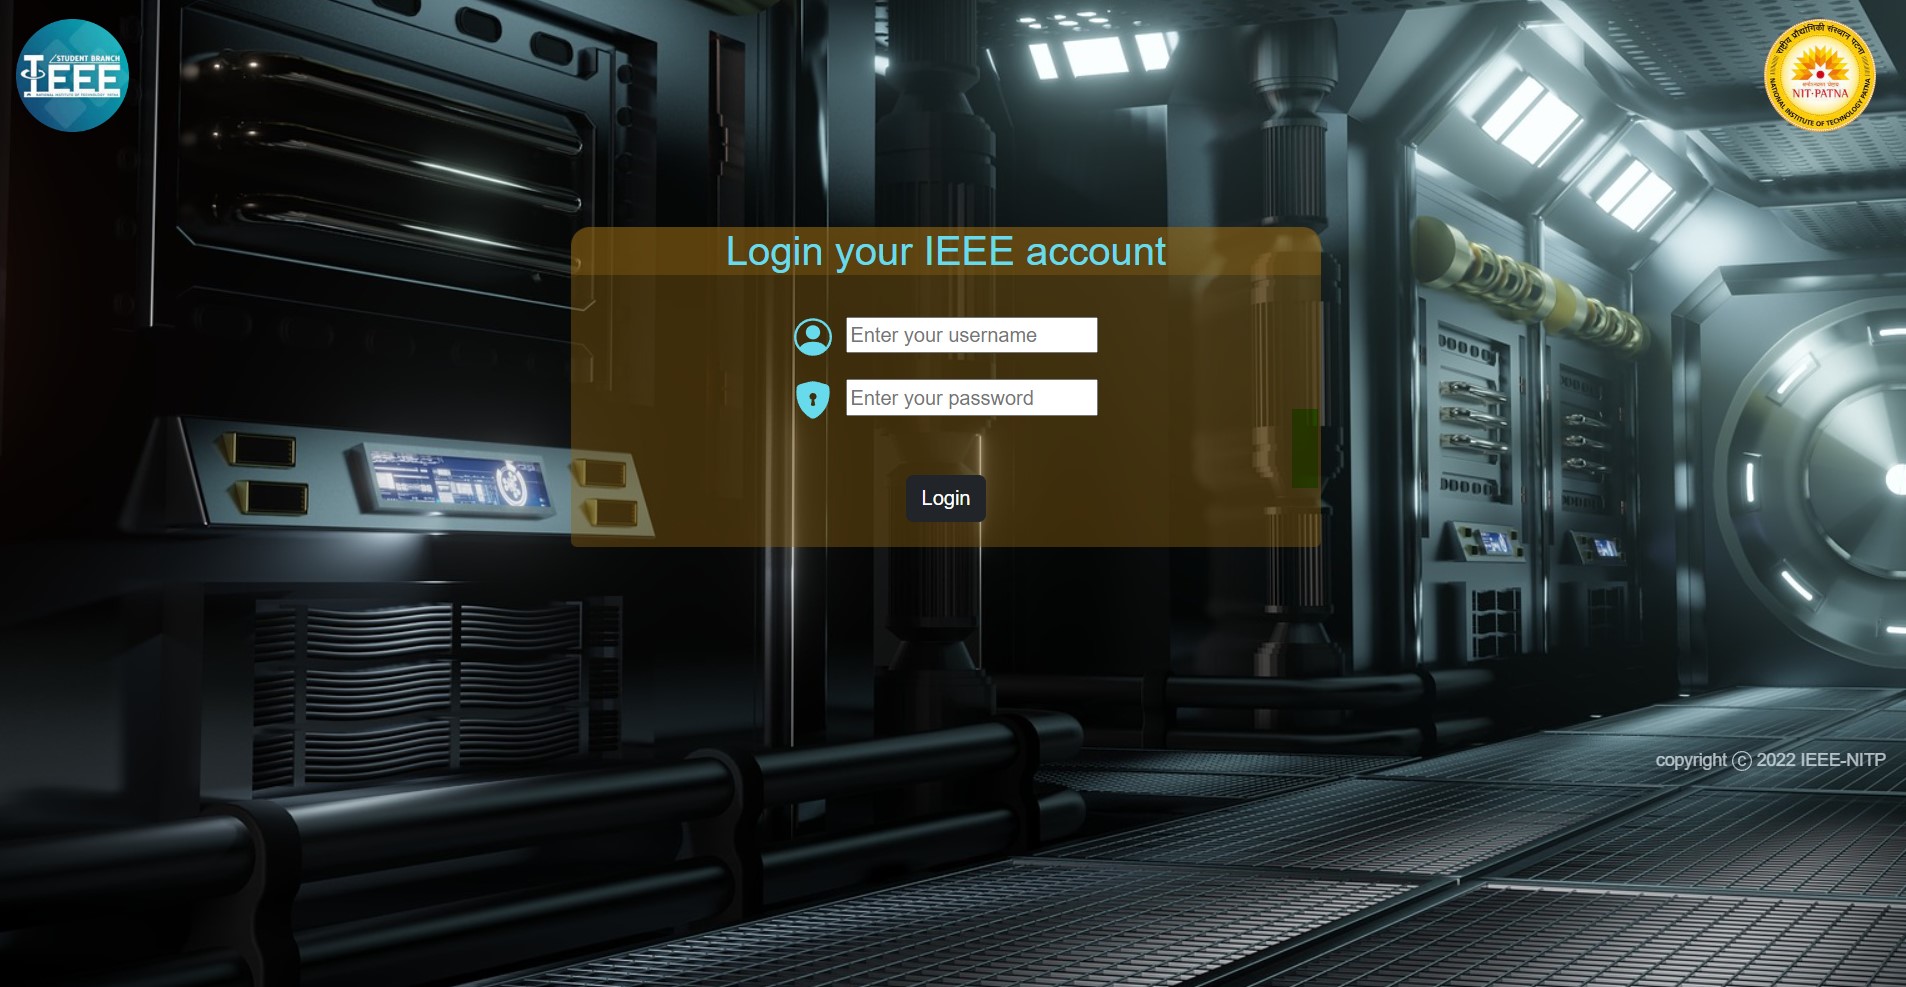 STUDENT BRANCH
IEEE
NATIONAL INSTITUTE OF TECHNOLOGY PATNA
राष्ट्रीय प्रौद्योगिकी संस्थान पटना
NIT-PATNA
NATIONAL INSTITUTE OF TECHNOLOGY PATNA
Login your IEEE account
Enter your username
Enter your password
Login
copyright ⓒ 2022 IEEE-NITP